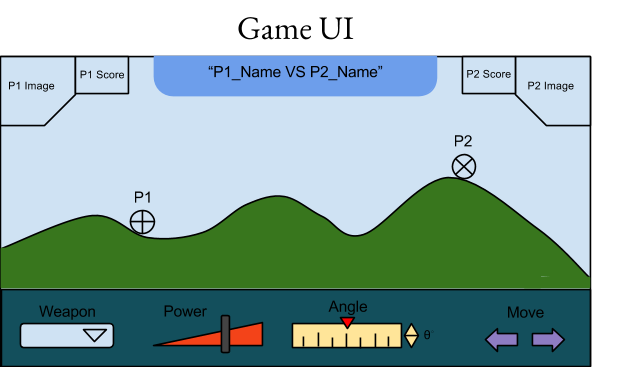 Game UI
P1 Image
P1 Score
“P1_Name VS P2_Name”
P2 Score
P2 Image
P1
P2
Weapon
Power
Angle
θ
Move